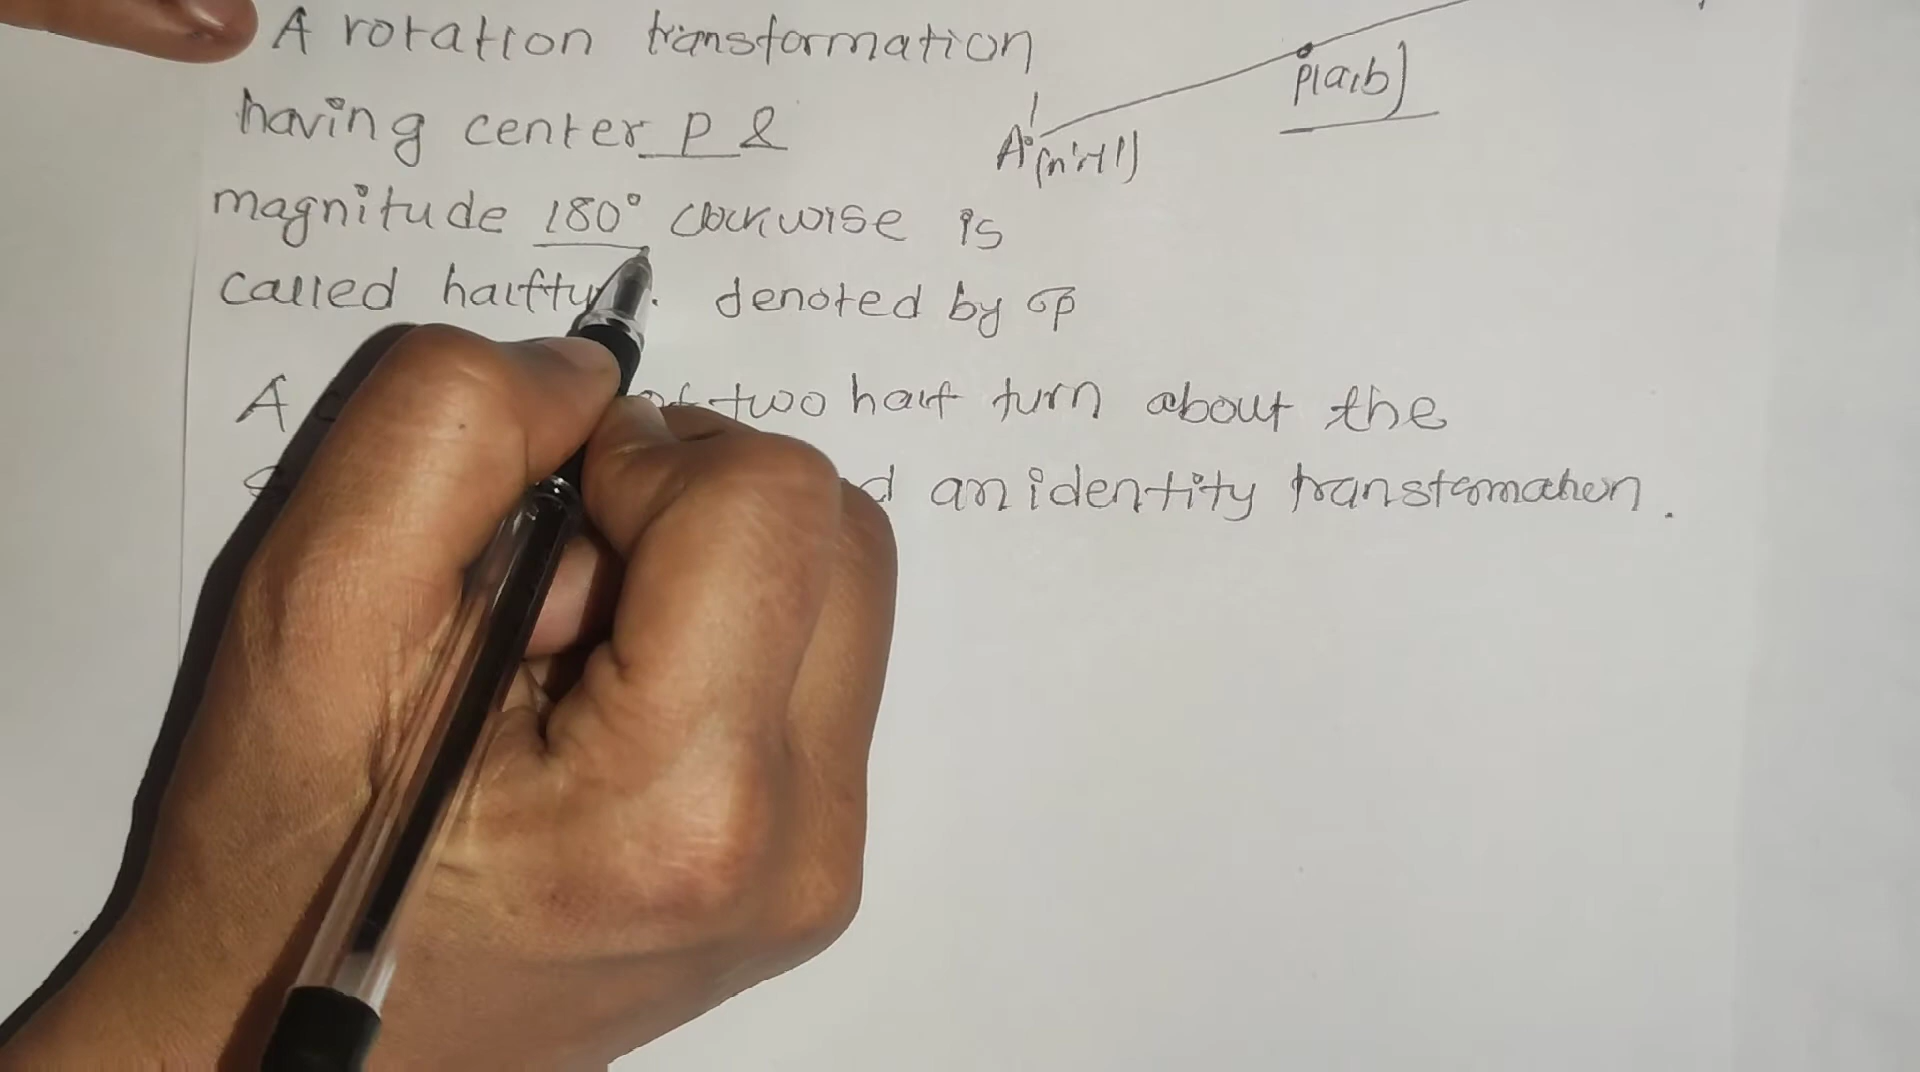 A rotation transformation
P(a,b)
having center P &
A'
magnitude 180° clockwise is
called denoted by σp
A of two half turn about the
an identity transformation.